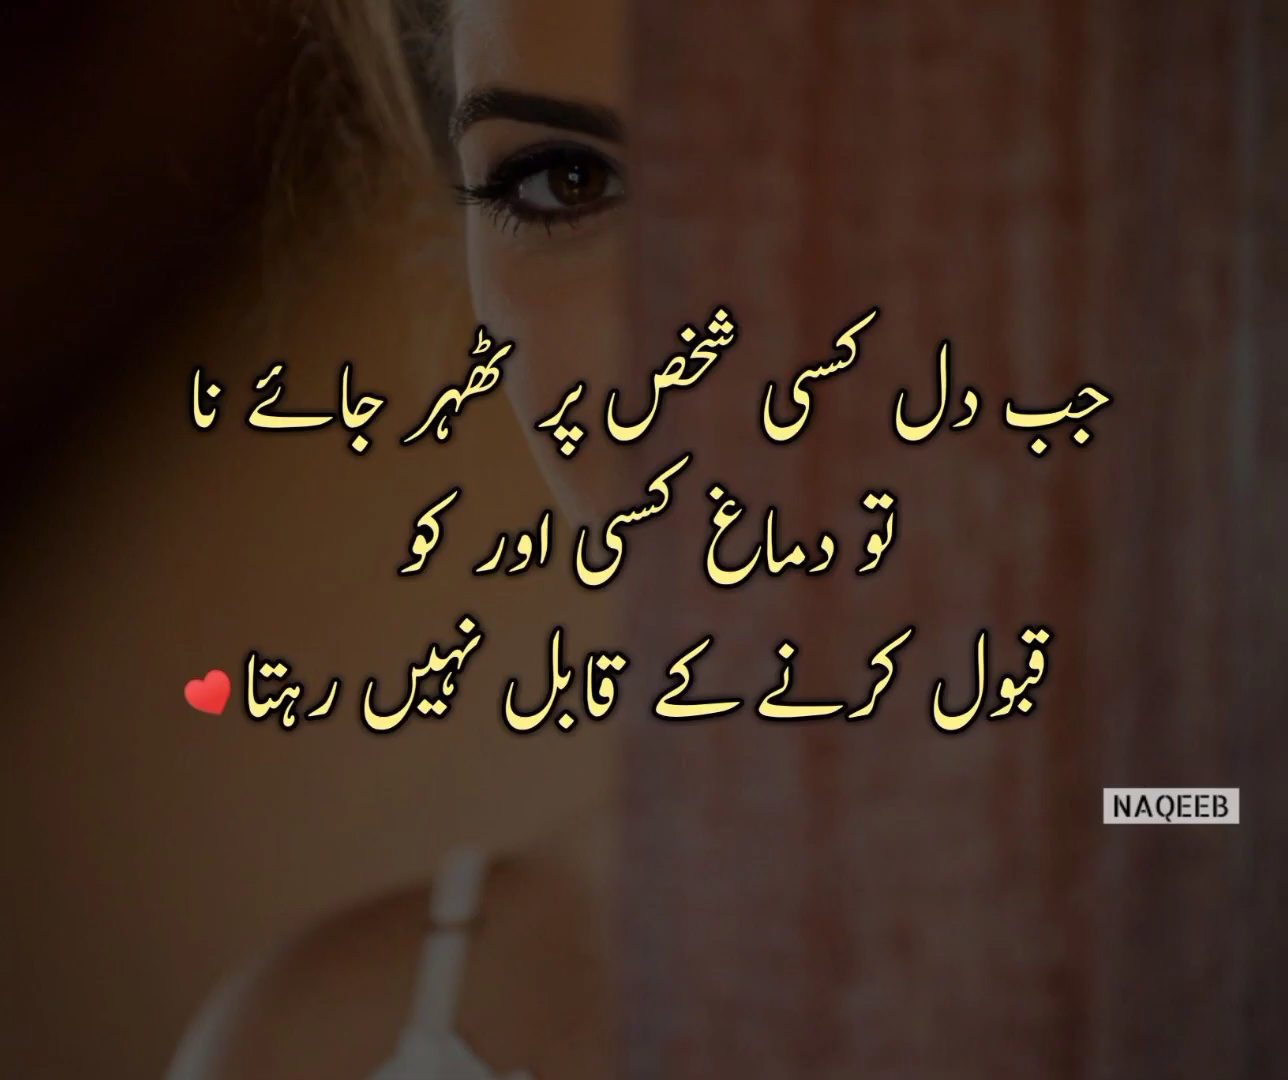 جب دل کسی شخص پر ٹھہر جائے نا
تو دماغ کسی اور کو
قبول کرنے کے قابل نہیں رہتا❤️
NAQEEB